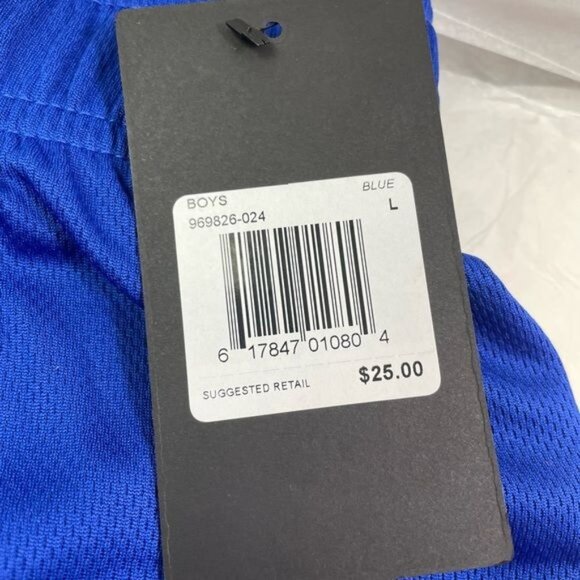 BOYS BLUE
969826-024 L
6 17847 01080 4
SUGGESTED RETAIL $25.00